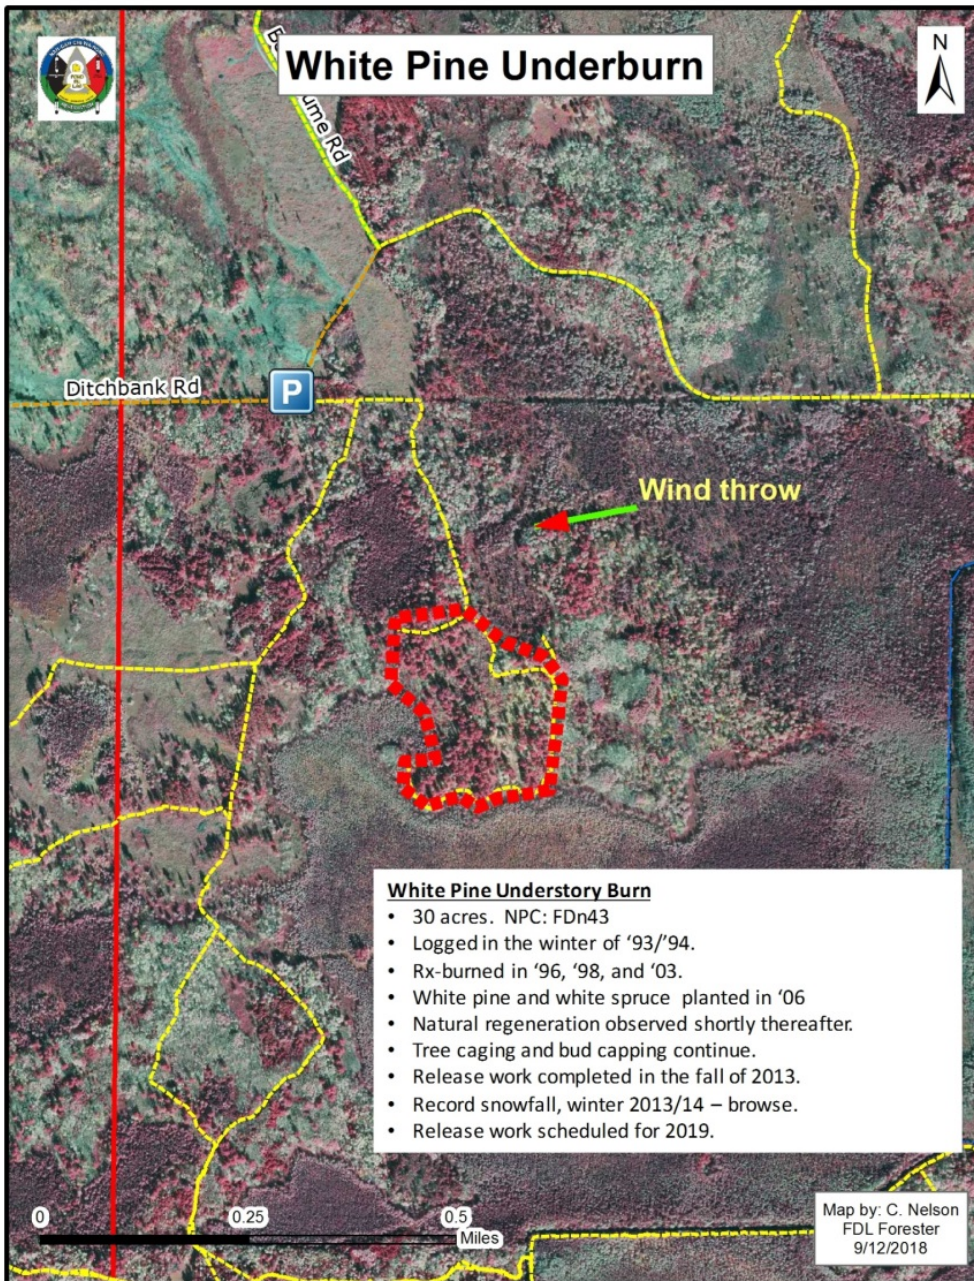 White Pine Underburn
N
Ditchbank Rd
P
Wind throw
White Pine Understory Burn
• 30 acres. NPC: FDn43
• Logged in the winter of ‘93/’94.
• Rx-burned in ‘96, ‘98, and ‘03.
• White pine and white spruce planted in ‘06
• Natural regeneration observed shortly thereafter.
• Tree caging and bud capping continue.
• Release work completed in the fall of 2013.
• Record snowfall, winter 2013/14 – browse.
• Release work scheduled for 2019.
0 0.25 0.5
Miles
Map by: C. Nelson
FDL Forester
9/12/2018